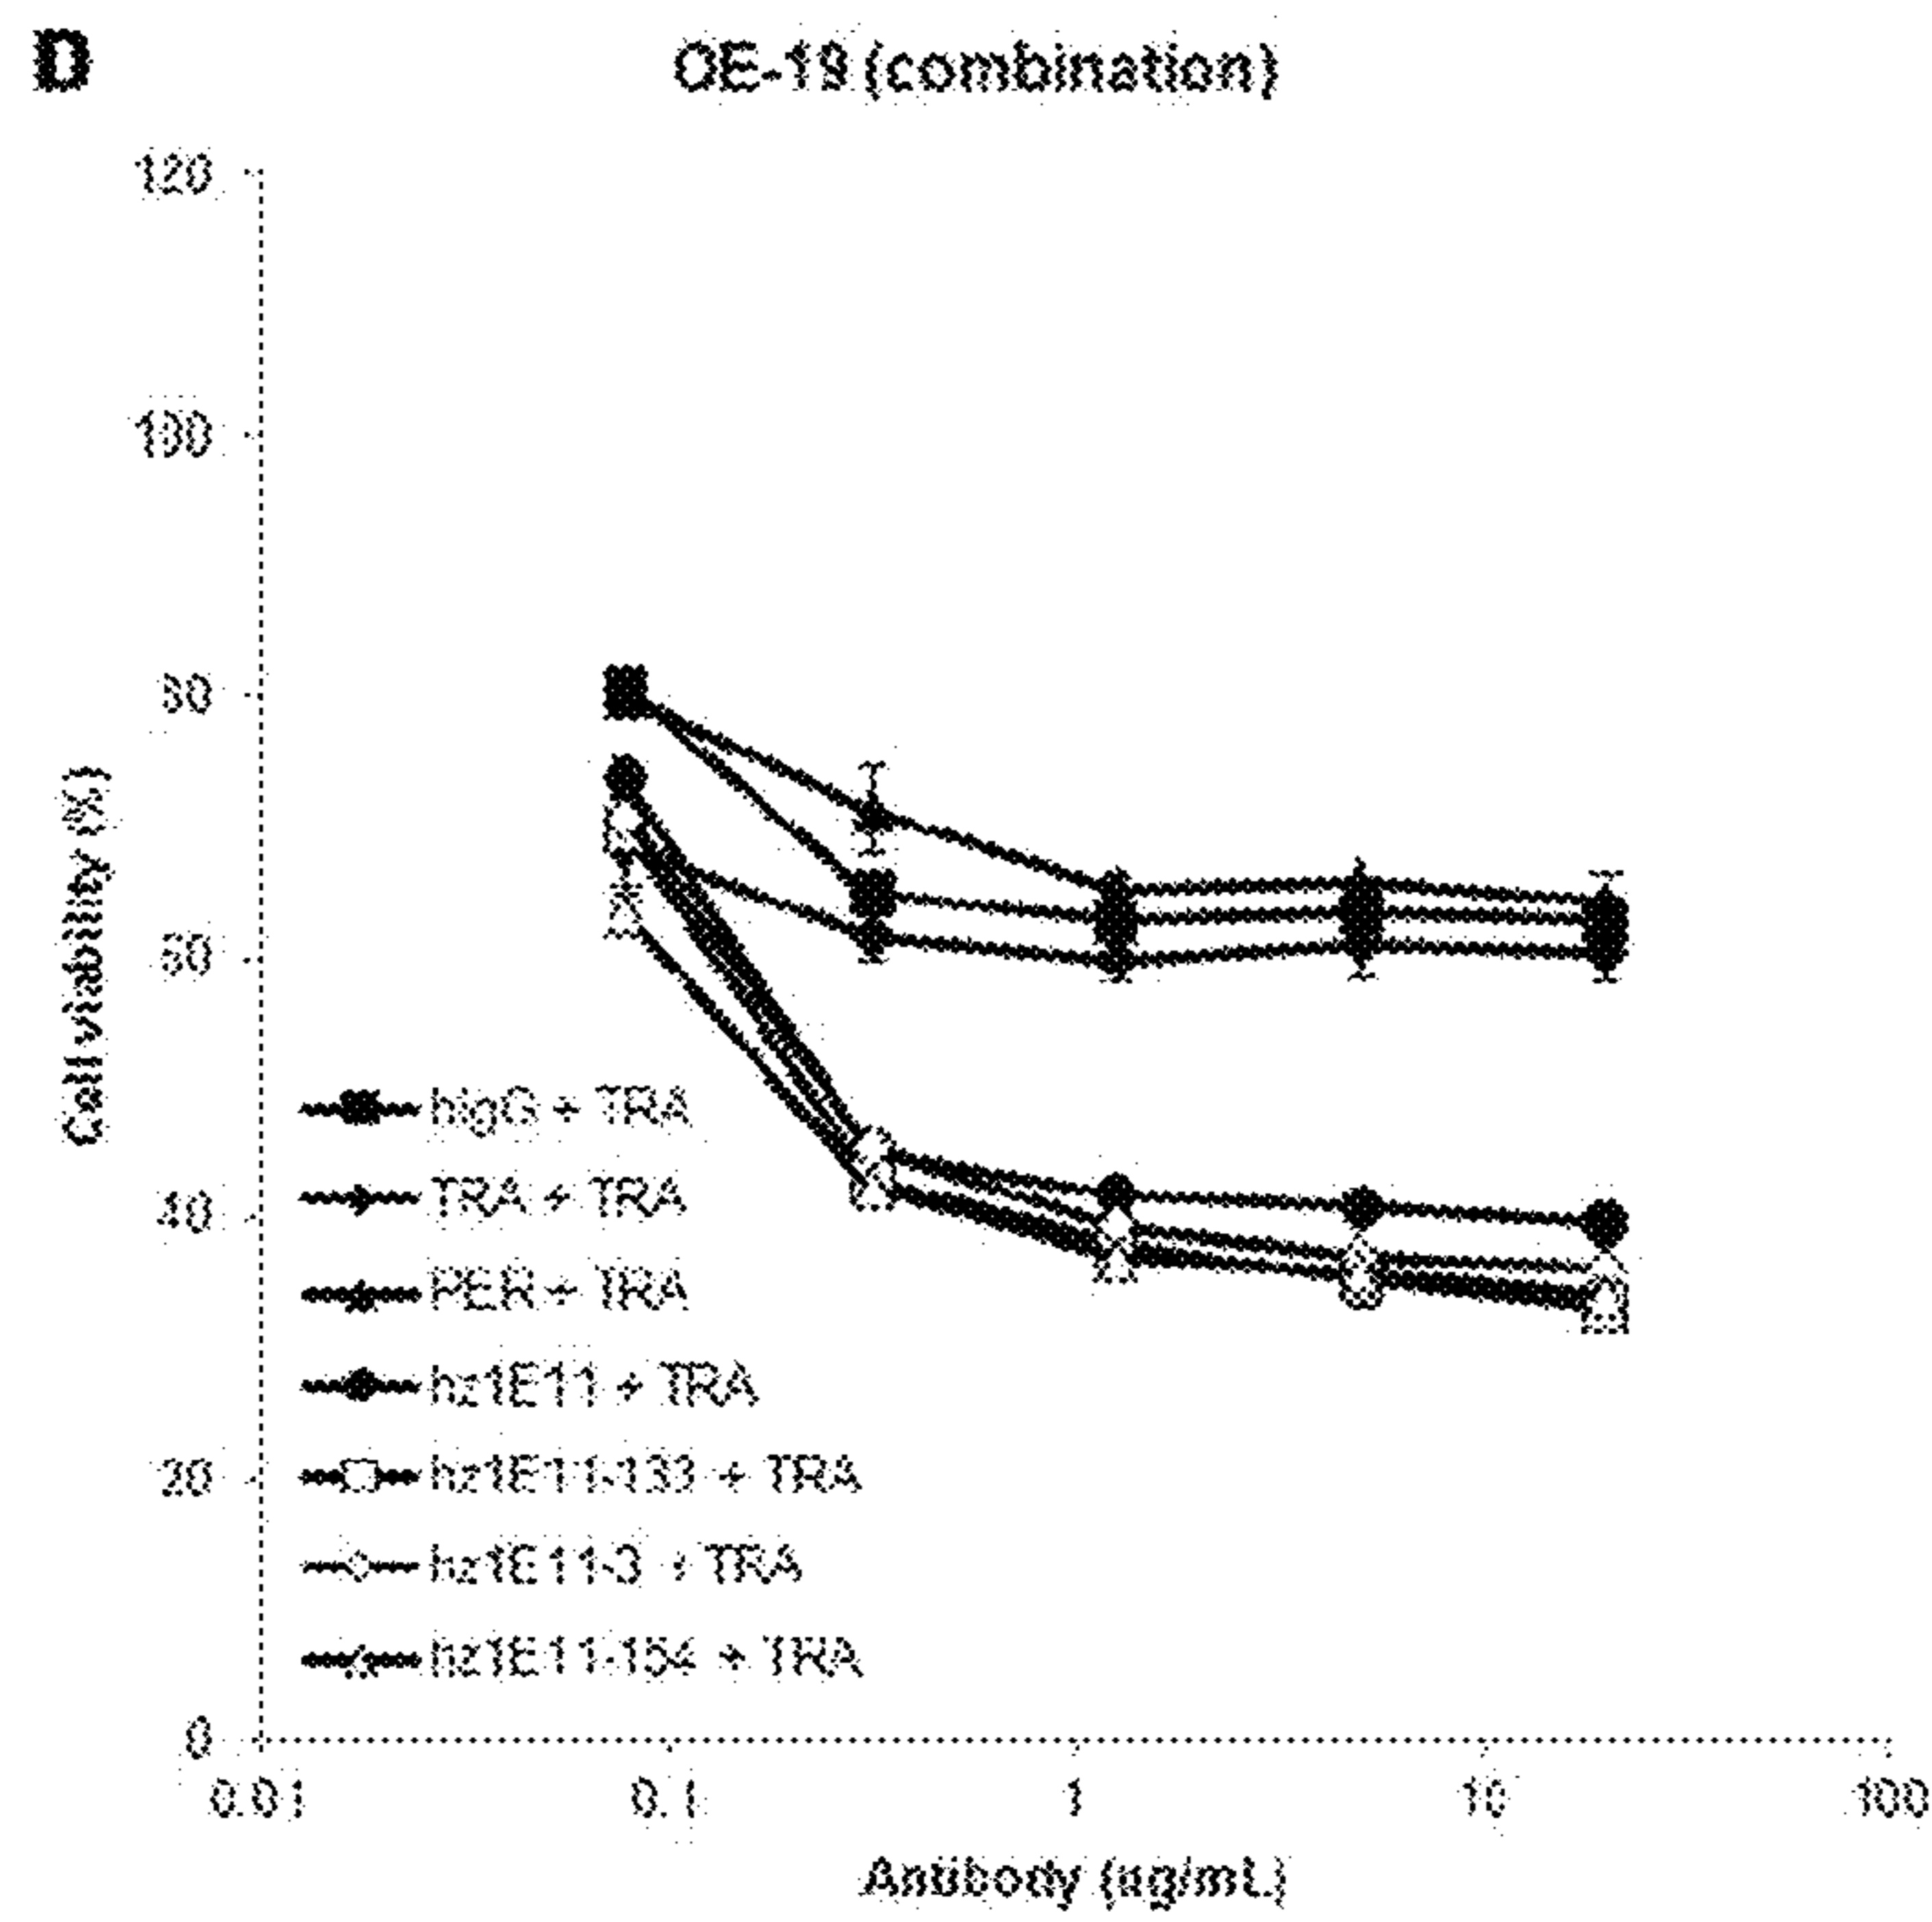 D
OE-19 (combination)
120
100
80
60
40
20
0
Cell viability (%)
hIgG + TRA
TRA + TRA
PER + TRA
hz1E11 + TRA
hz1E11-133 + TRA
hz1E11-3 + TRA
hz1E11-154 + TRA
0.01 0.1 1 10 100
Antibody (ug/mL)